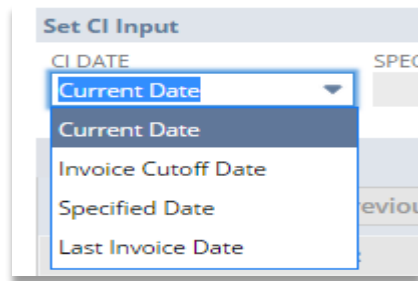 Set CI Input
CI DATE
Current Date
Current Date
Invoice Cutoff Date
Specified Date
Last Invoice Date